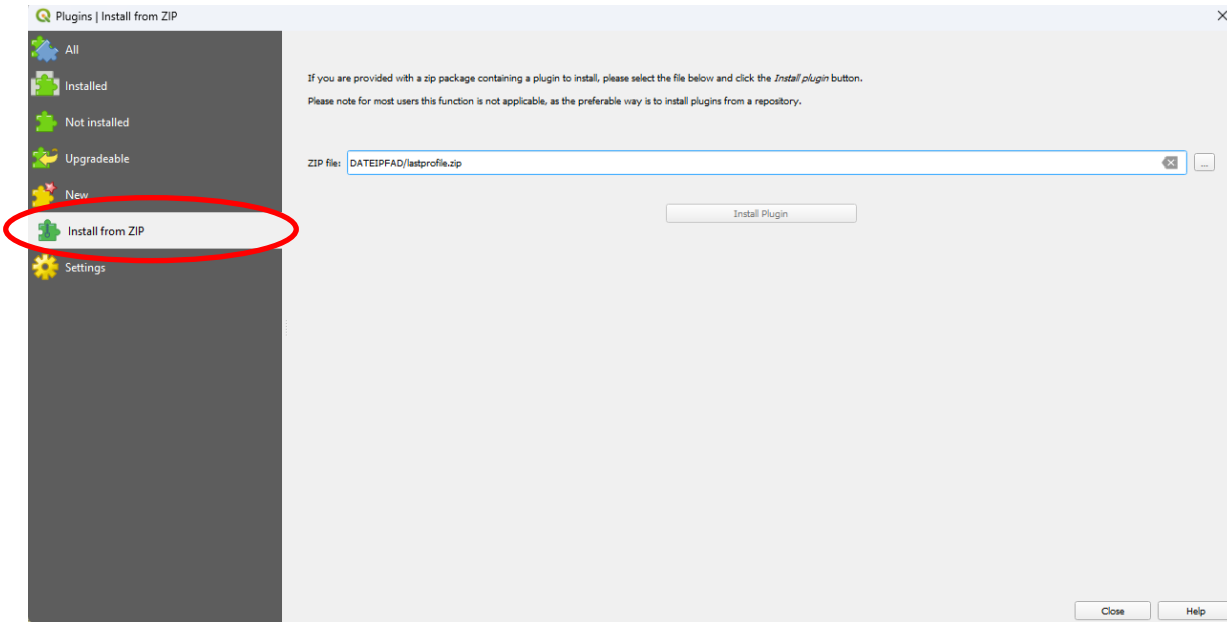 Plugins | Install from ZIP
All
Installed
Not installed
Upgradeable
New
Install from ZIP
Settings
If you are provided with a zip package containing a plugin to install, please select the file below and click the Install plugin button.
Please note for most users this function is not applicable, as the preferable way is to install plugins from a repository.
ZIP file: DATEIPFAD/lastprofile.zip ...
Install Plugin
Close Help